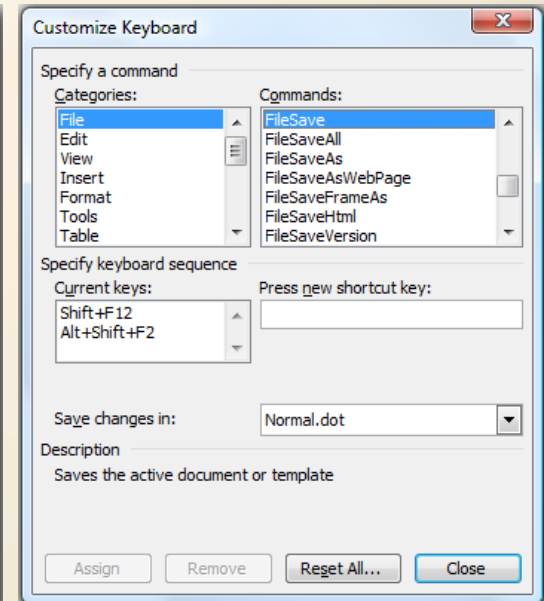 Customize Keyboard
Specify a command
Categories:
File
Edit
View
Insert
Format
Tools
Table
Commands:
FileSave
FileSaveAll
FileSaveAs
FileSaveAsWebPage
FileSaveFrameAs
FileSaveHtml
FileSaveVersion
Specify keyboard sequence
Current keys:
Shift+F12
Alt+Shift+F2
Press new shortcut key:
Save changes in:
Normal.dot
Description
Saves the active document or template
Assign
Remove
Reset All...
Close